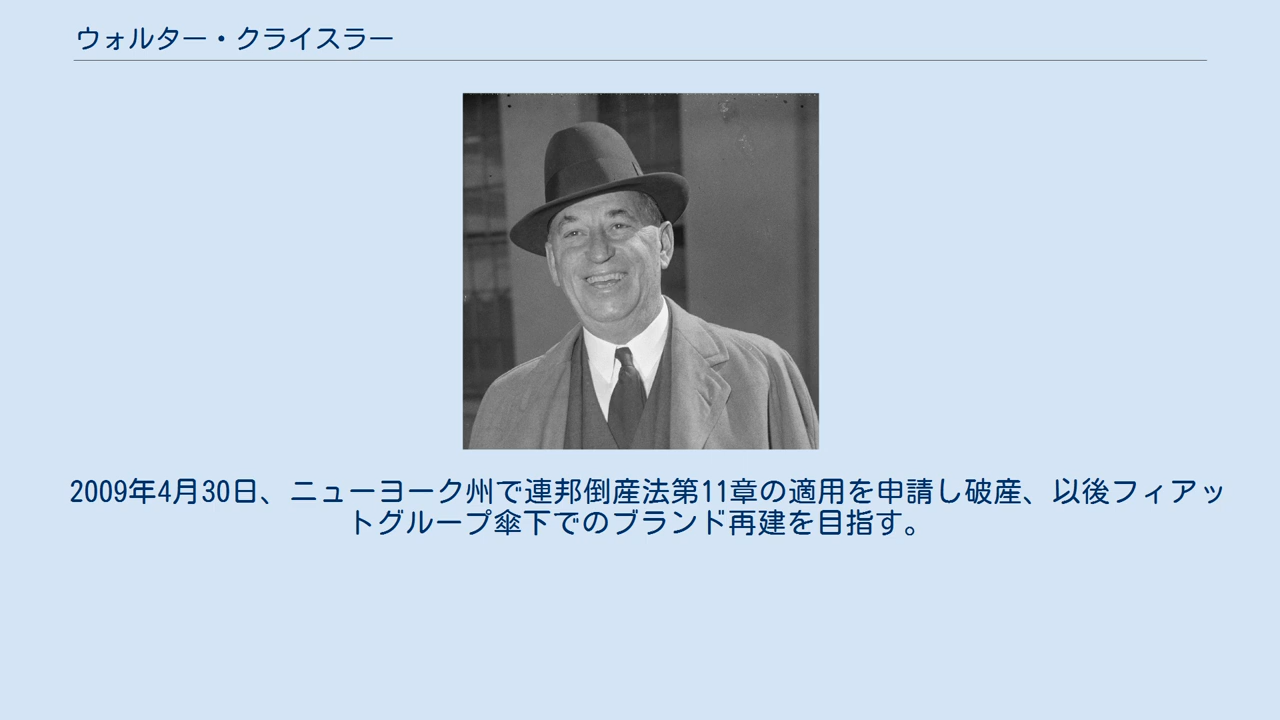 ウォルター・クライスラー
2009年4月30日、ニューヨーク州で連邦倒産法第11章の適用を申請し破産、以後フィアッ
トグループ傘下でのブランド再建を目指す。